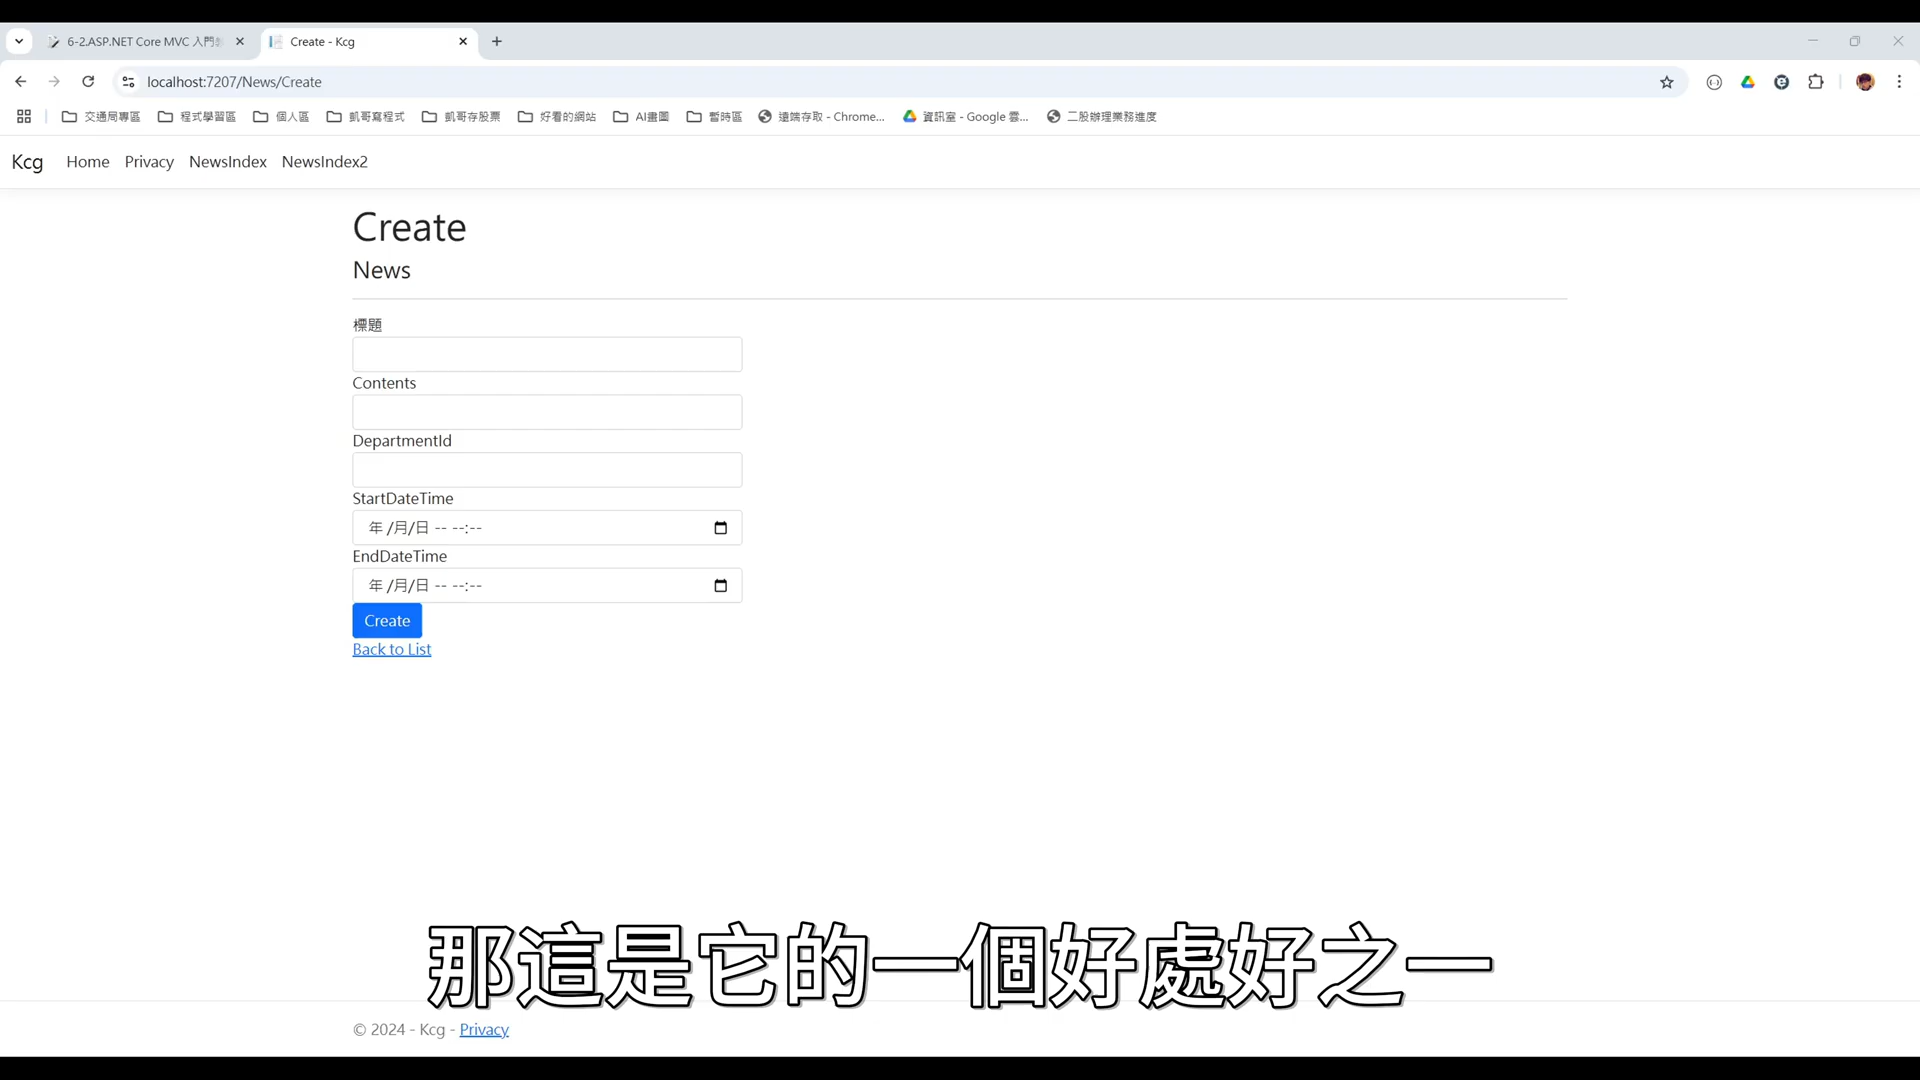 6-2.ASP.NET Core MVC 入門
Create - Kcg
localhost:7207/News/Create
交通局專區 程式學習區 個人區 凱哥寫程式 凱哥存股票 好看的網站 AI畫圖 暫時區 遠端存取 - Chrome... 資訊室 - Google 雲... 二股辦理業務進度
Kcg Home Privacy NewsIndex NewsIndex2
Create
News
標題
Contents
DepartmentId
StartDateTime
年 /月/日 -- --:--
EndDateTime
年 /月/日 -- --:--
Create
Back to List
那這是它的一個好處好之一
© 2024 - Kcg - Privacy